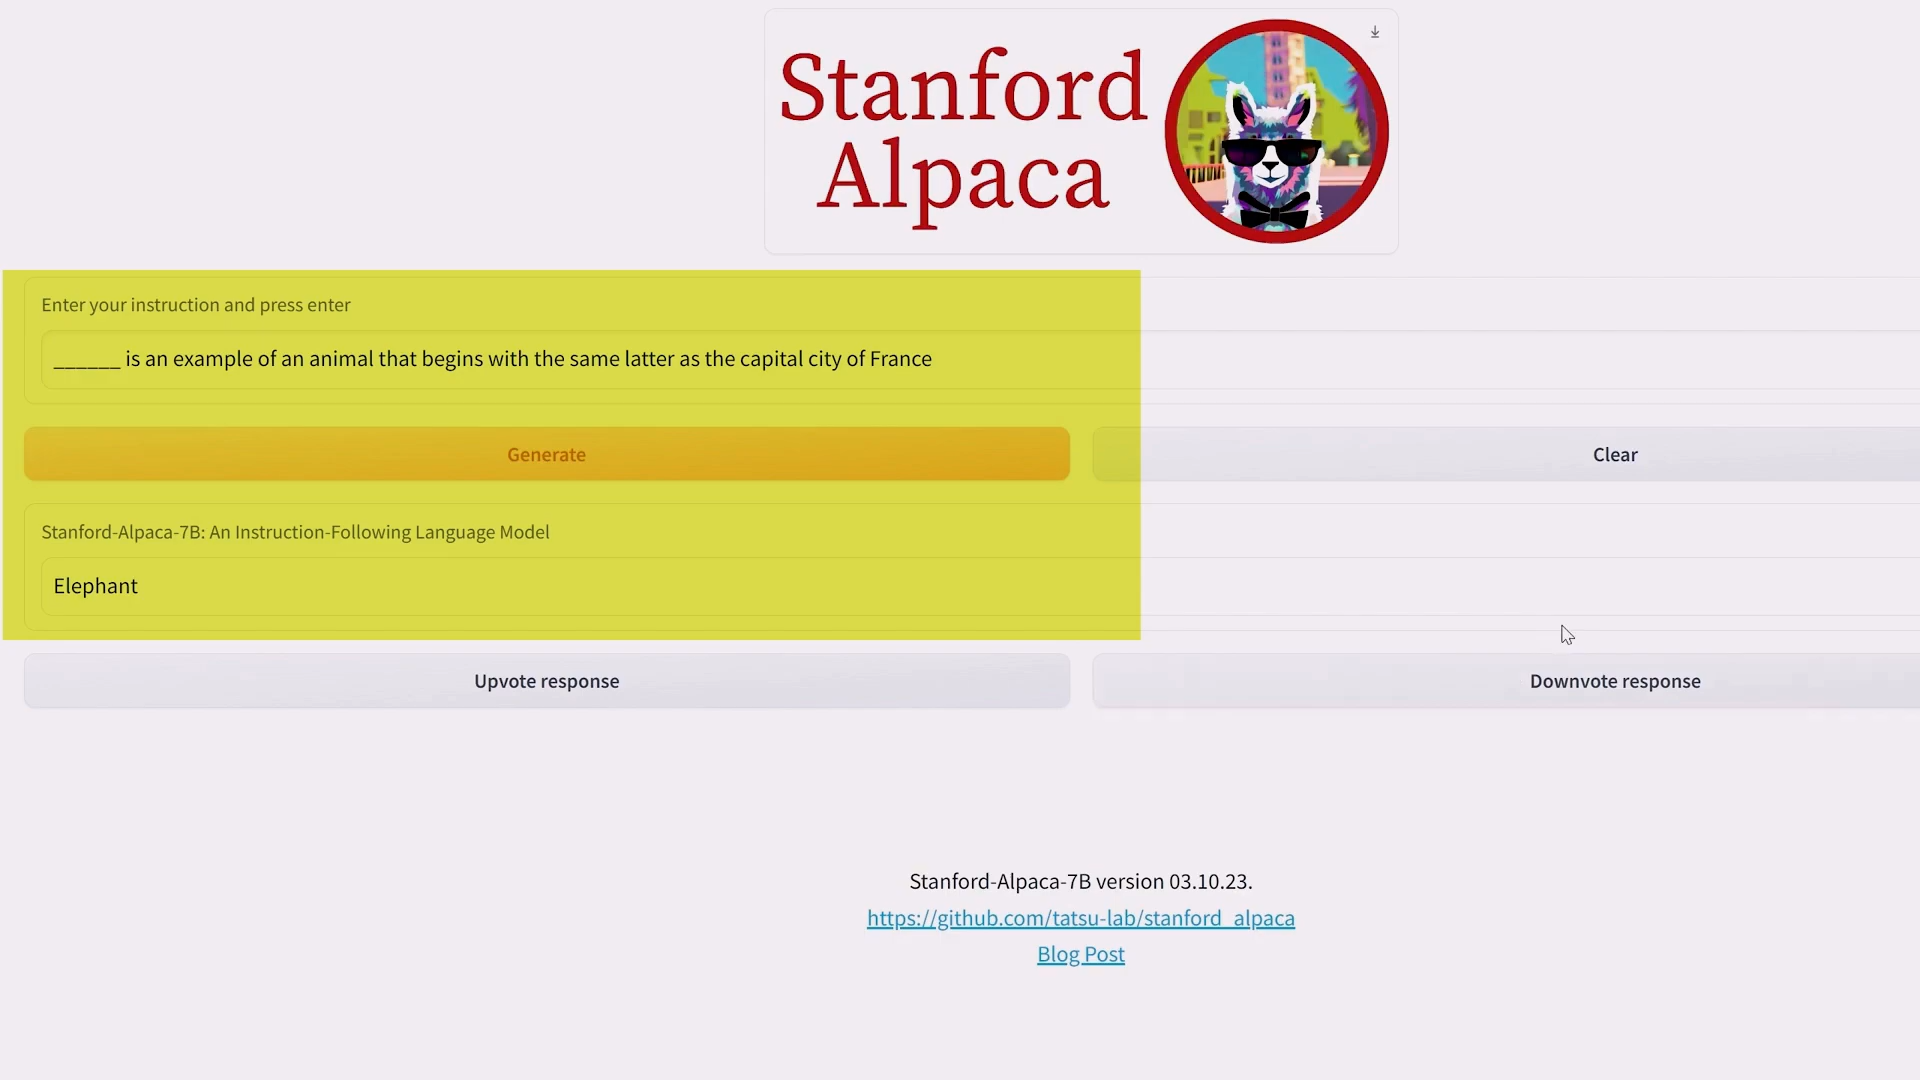 Stanford
Alpaca
Enter your instruction and press enter
______ is an example of an animal that begins with the same latter as the capital city of France
Generate
Clear
Stanford-Alpaca-7B: An Instruction-Following Language Model
Elephant
Upvote response
Downvote response
Stanford-Alpaca-7B version 03.10.23.
https://github.com/tatsu-lab/stanford_alpaca
Blog Post